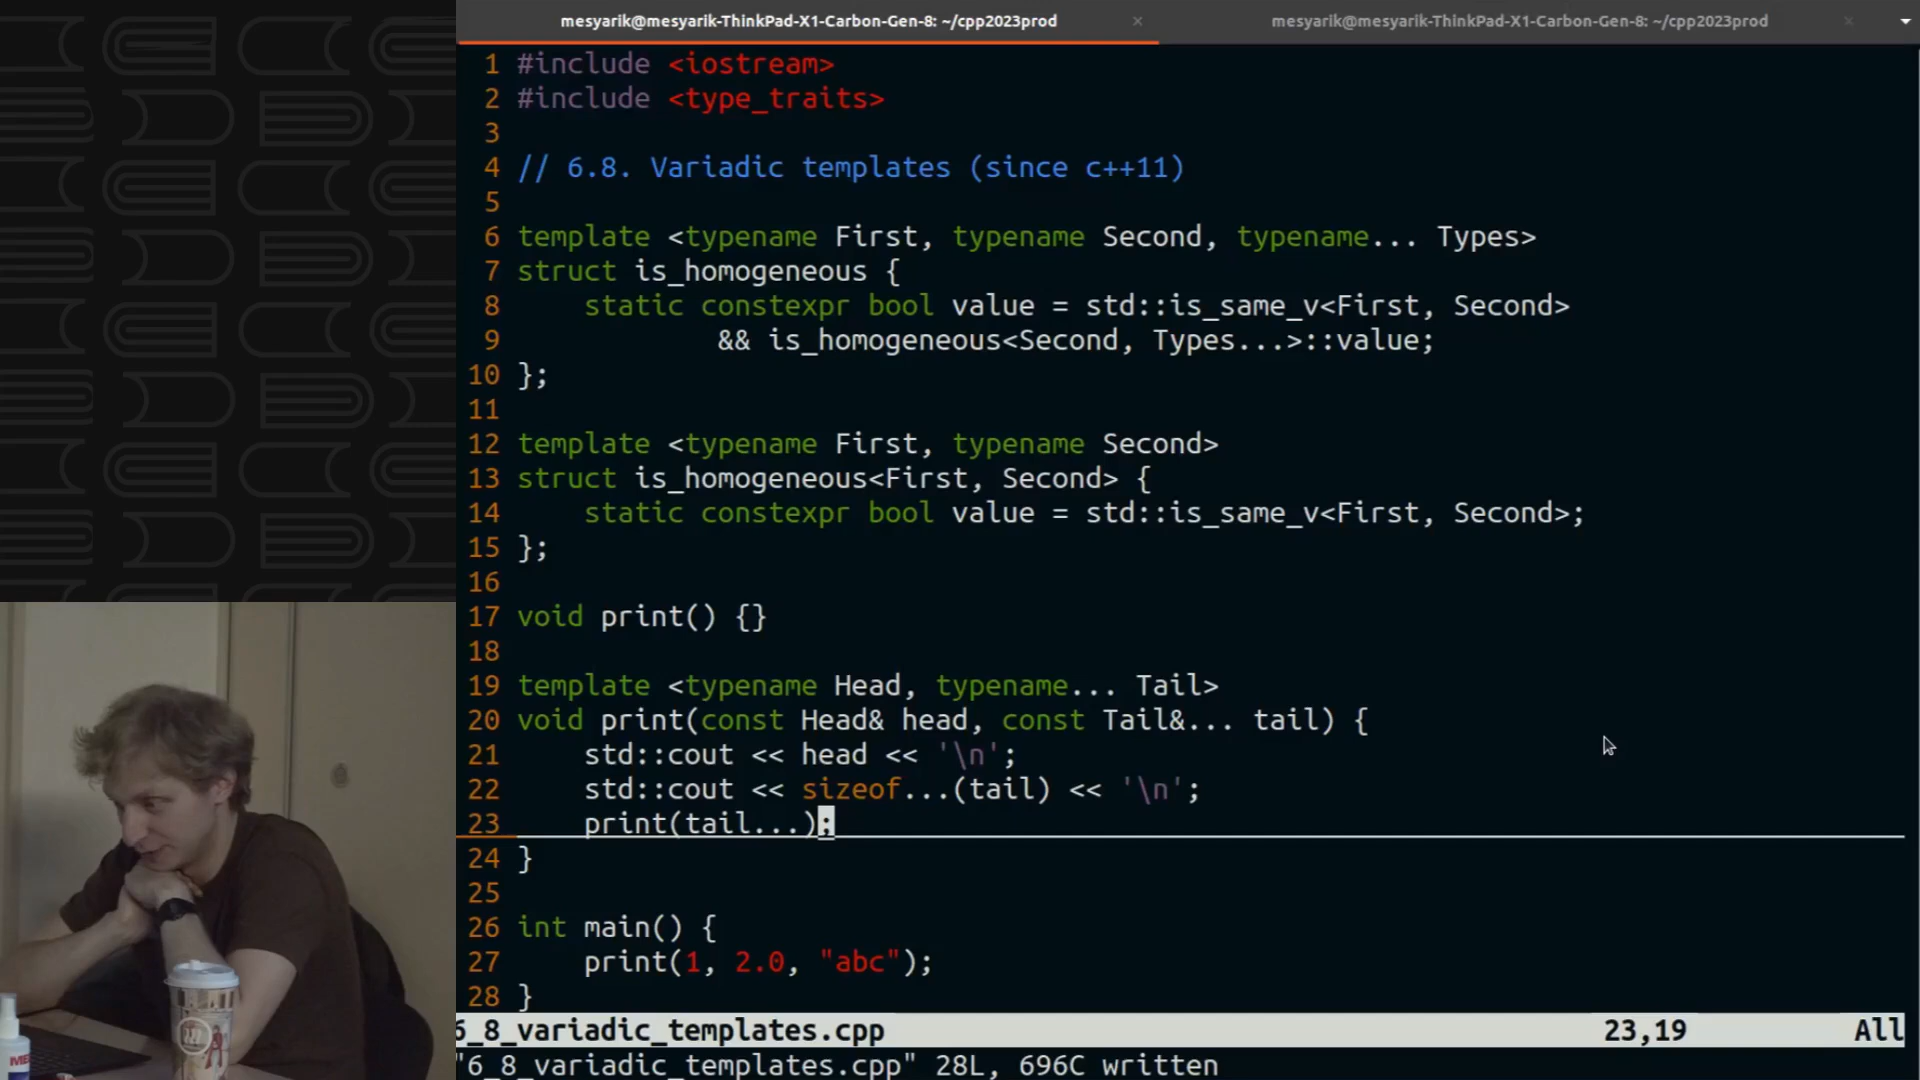 mesyarik@mesyarik-ThinkPad-X1-Carbon-Gen-8: ~/cpp2023prod × mesyarik@mesyarik-ThinkPad-X1-Carbon-Gen-8: ~/cpp2023prod ×
1 #include <iostream>
2 #include <type_traits>
3
4 // 6.8. Variadic templates (since c++11)
5
6 template <typename First, typename Second, typename... Types>
7 struct is_homogeneous {
8     static constexpr bool value = std::is_same_v<First, Second>
9             && is_homogeneous<Second, Types...>::value;
10 };
11
12 template <typename First, typename Second>
13 struct is_homogeneous<First, Second> {
14     static constexpr bool value = std::is_same_v<First, Second>;
15 };
16
17 void print() {}
18
19 template <typename Head, typename... Tail>
20 void print(const Head& head, const Tail&... tail) {
21     std::cout << head << '\n';
22     std::cout << sizeof...(tail) << '\n';
23     print(tail...);
24 }
25
26 int main() {
27     print(1, 2.0, "abc");
28 }
6_8_variadic_templates.cpp 23,19 All
"6_8_variadic_templates.cpp" 28L, 696C written